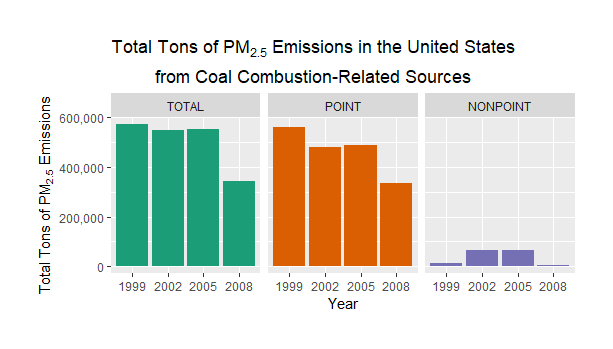 Total Tons of PM2.5 Emissions in the United States
from Coal Combustion-Related Sources
TOTAL POINT NONPOINT
Total Tons of PM2.5 Emissions
600,000
400,000
200,000
0
1999 2002 2005 2008 1999 2002 2005 2008 1999 2002 2005 2008
Year